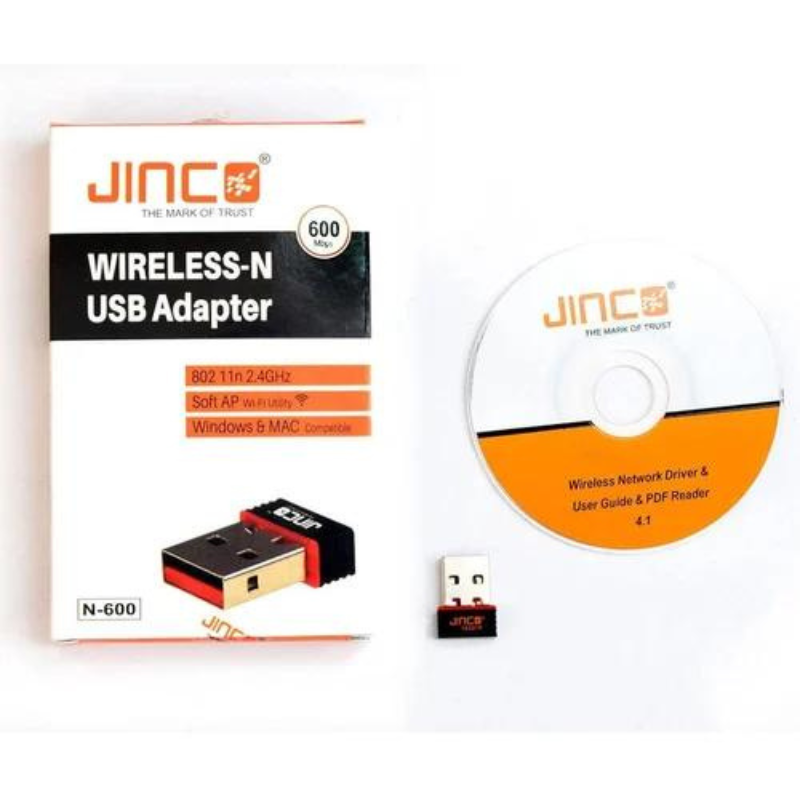 JINCO®
THE MARK OF TRUST
600
Mbps
WIRELESS-N
USB Adapter
802 11n 2.4GHz
Soft AP Wi-Fi Utility
Windows & MAC Compatible
JINCO
N-600
JINCO
JINCO®
THE MARK OF TRUST
Wireless Network Driver &
User Guide & PDF Reader
4.1
JINCO